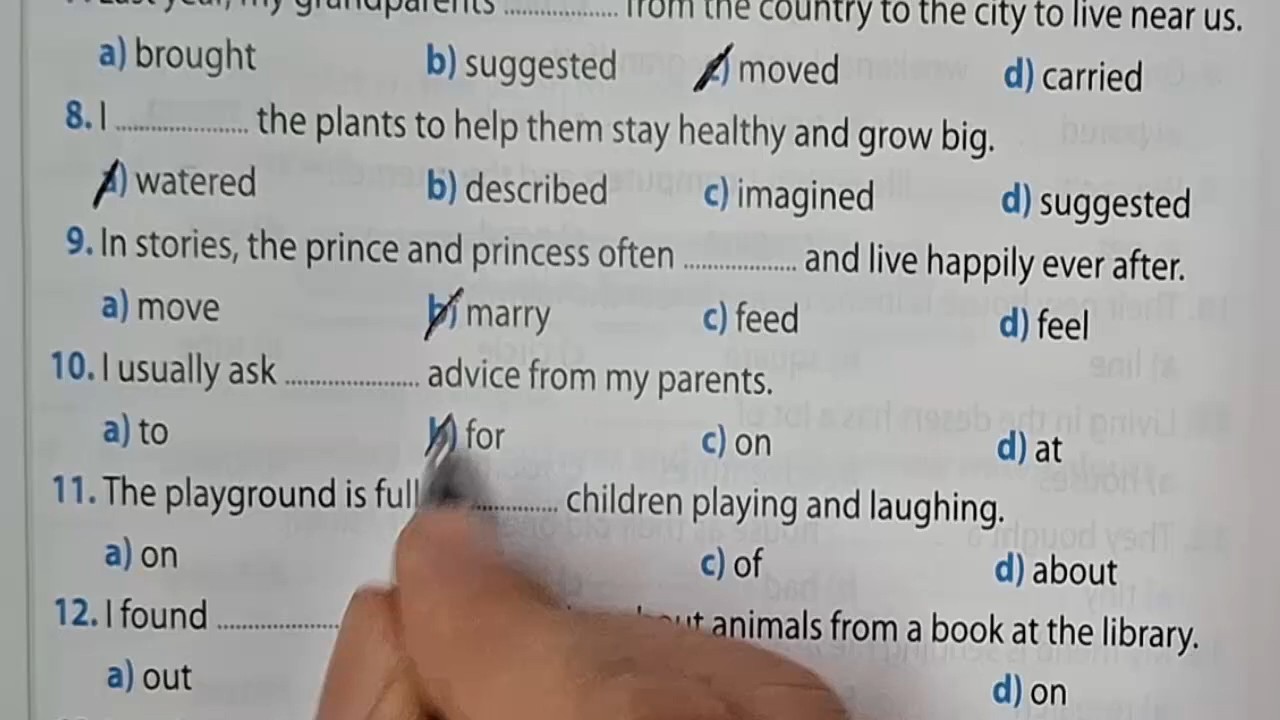 grandparents .................. from the country to the city to live near us.
a) brought b) suggested c) moved d) carried
8. I .................... the plants to help them stay healthy and grow big.
a) watered b) described c) imagined d) suggested
9. In stories, the prince and princess often .................. and live happily ever after.
a) move b) marry c) feed d) feel
10. I usually ask .................... advice from my parents.
a) to b) for c) on d) at
11. The playground is full .............. children playing and laughing.
a) on c) of d) about
12. I found .................. animals from a book at the library.
a) out d) on